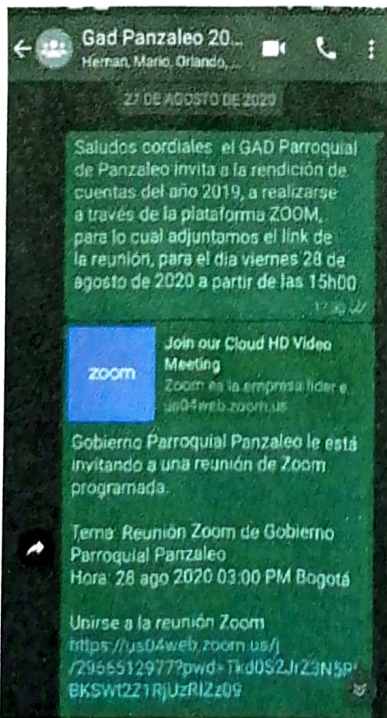 Gad Panzaleo 20...
Hernan, Mario, Orlando, ...
27 DE AGOSTO DE 2020
Saludos cordiales el GAD Parroquial
de Panzaleo invita a la rendición de
cuentas del año 2019, a realizarse
a través de la plataforma ZOOM,
para lo cual adjuntamos el link de
la reunión, para el dia viernes 28 de
agosto de 2020 a partir de las 15h00
zoom
Join our Cloud HD Video
Meeting
Zoom es la empresa líder e...
us04web.zoom.us
Gobierno Parroquial Panzaleo le está
invitando a una reunión de Zoom
programada.
Tema: Reunión Zoom de Gobierno
Parroquial Panzaleo
Hora: 28 ago 2020 03:00 PM Bogotá
Unirse a la reunión Zoom
https://us04web.zoom.us/j